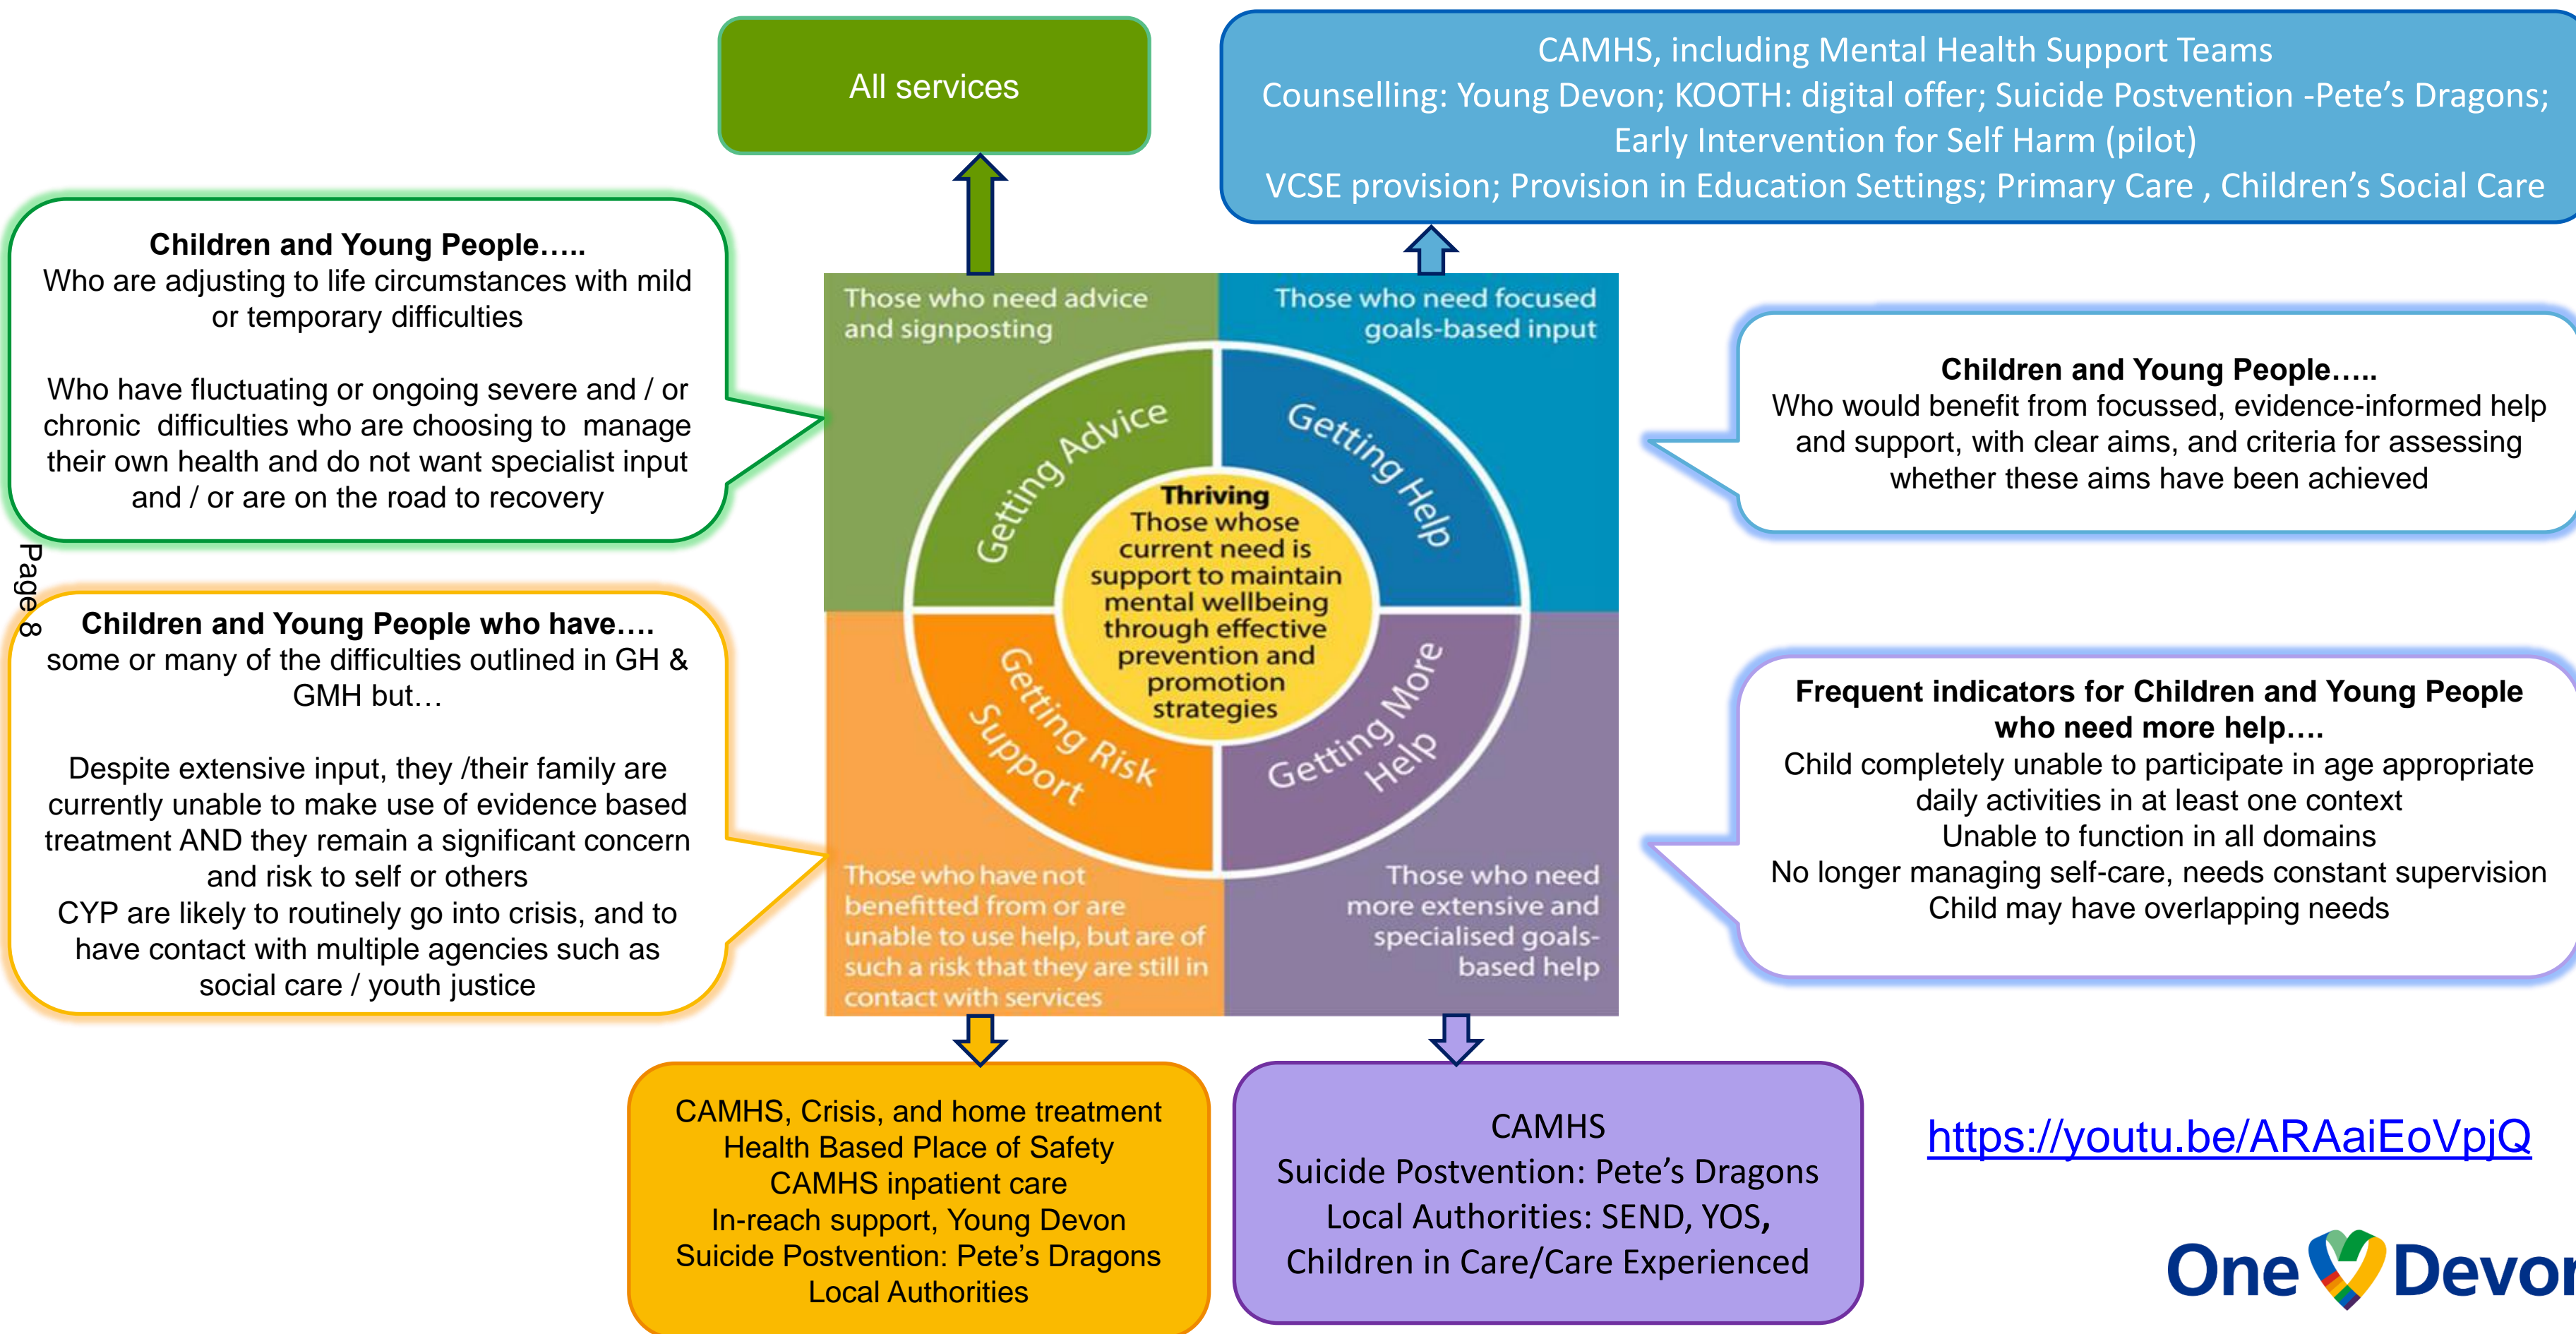 All services
CAMHS, including Mental Health Support Teams
Counselling: Young Devon; KOOTH: digital offer; Suicide Postvention -Pete’s Dragons;
Early Intervention for Self Harm (pilot)
VCSE provision; Provision in Education Settings; Primary Care , Children’s Social Care
Children and Young People…..
Who are adjusting to life circumstances with mild
or temporary difficulties
Who have fluctuating or ongoing severe and / or
chronic difficulties who are choosing to manage
their own health and do not want specialist input
and / or are on the road to recovery
Those who need advice
and signposting
Those who need focused
goals-based input
Getting Advice
Getting Help
Thriving
Those whose
current need is
support to maintain
mental wellbeing
through effective
prevention and
promotion
strategies
Getting Risk
Support
Getting More
Help
Those who have not
benefitted from or are
unable to use help, but are of
such a risk that they are still in
contact with services
Those who need
more extensive and
specialised goals-
based help
Children and Young People…..
Who would benefit from focussed, evidence-informed help
and support, with clear aims, and criteria for assessing
whether these aims have been achieved
Page 8
Children and Young People who have….
some or many of the difficulties outlined in GH &
GMH but…
Despite extensive input, they /their family are
currently unable to make use of evidence based
treatment AND they remain a significant concern
and risk to self or others
CYP are likely to routinely go into crisis, and to
have contact with multiple agencies such as
social care / youth justice
Frequent indicators for Children and Young People
who need more help….
Child completely unable to participate in age appropriate
daily activities in at least one context
Unable to function in all domains
No longer managing self-care, needs constant supervision
Child may have overlapping needs
CAMHS, Crisis, and home treatment
Health Based Place of Safety
CAMHS inpatient care
In-reach support, Young Devon
Suicide Postvention: Pete’s Dragons
Local Authorities
CAMHS
Suicide Postvention: Pete’s Dragons
Local Authorities: SEND, YOS,
Children in Care/Care Experienced
https://youtu.be/ARAaiEoVpjQ
One Devon